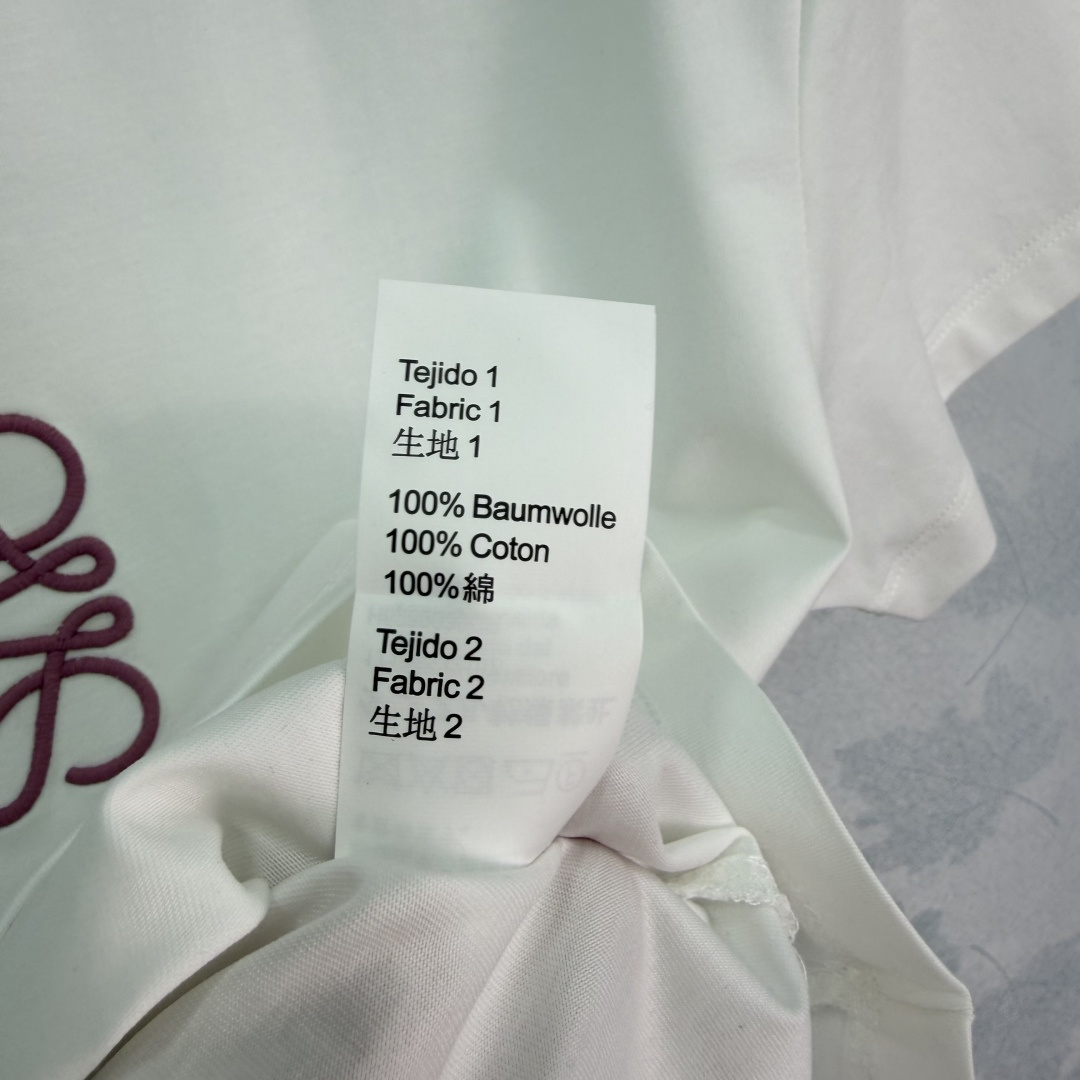 Tejido 1
Fabric 1
生地 1
100% Baumwolle
100% Coton
100%綿
Tejido 2
Fabric 2
生地 2